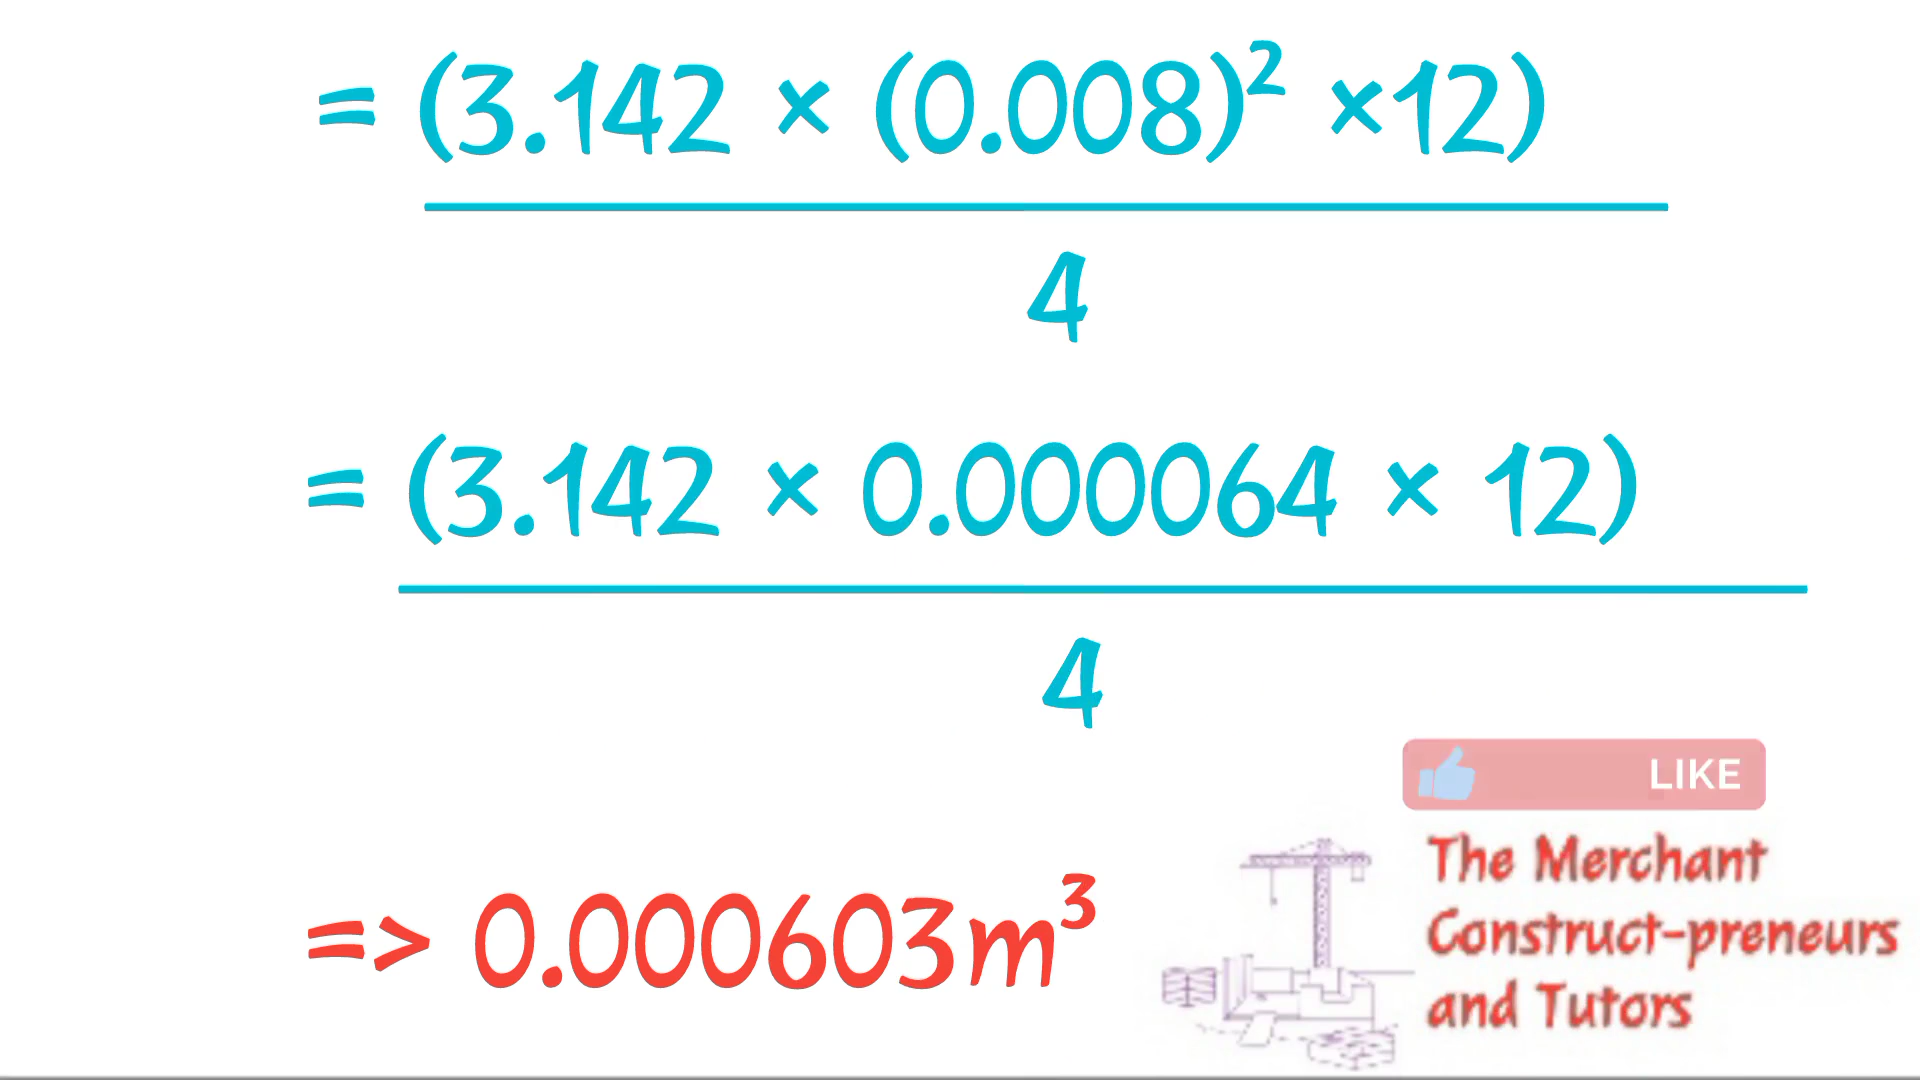 = (3.142 × (0.008)² ×12)
4
= (3.142 × 0.000064 × 12)
4
=> 0.000603m³
LIKE
The Merchant
Construct-preneurs
and Tutors